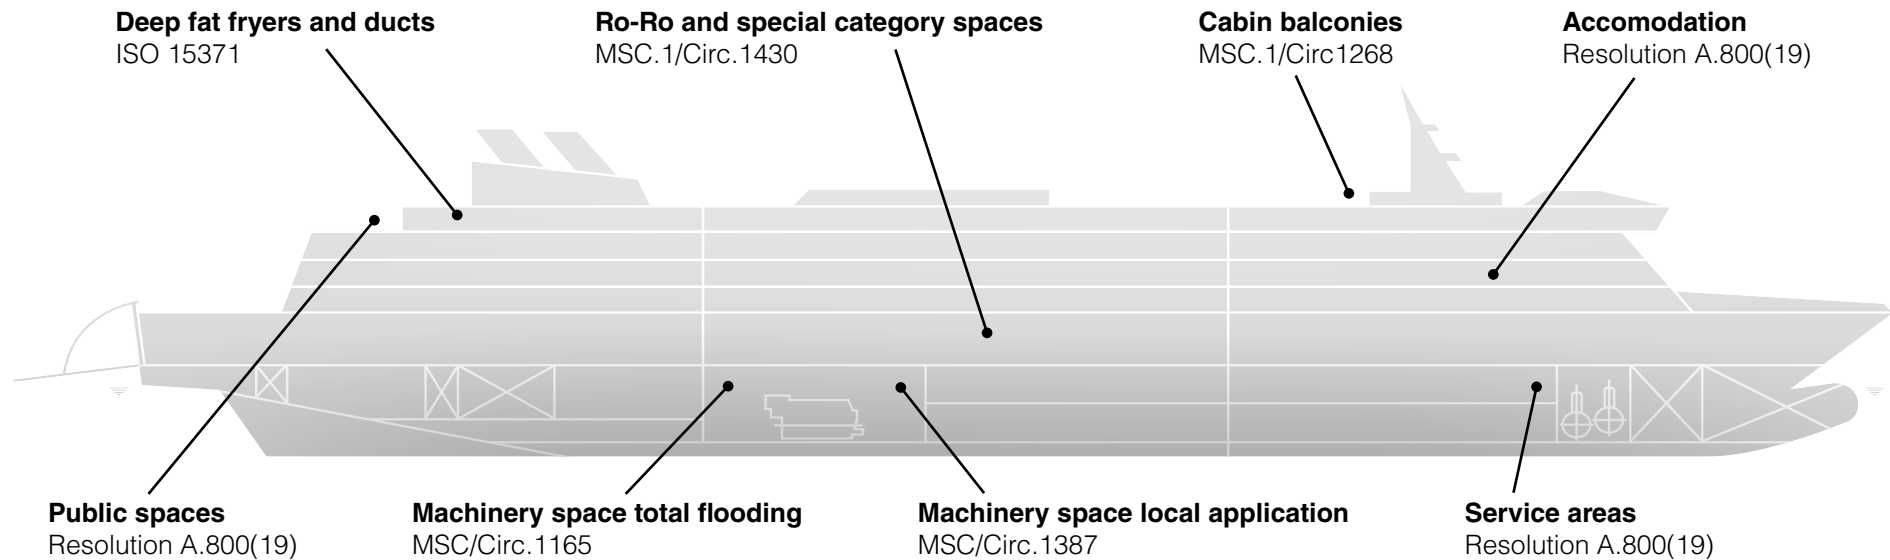 Deep fat fryers and ducts
ISO 15371
Ro-Ro and special category spaces
MSC.1/Circ.1430
Cabin balconies
MSC.1/Circ1268
Accomodation
Resolution A.800(19)
Public spaces
Resolution A.800(19)
Machinery space total flooding
MSC/Circ.1165
Machinery space local application
MSC/Circ.1387
Service areas
Resolution A.800(19)